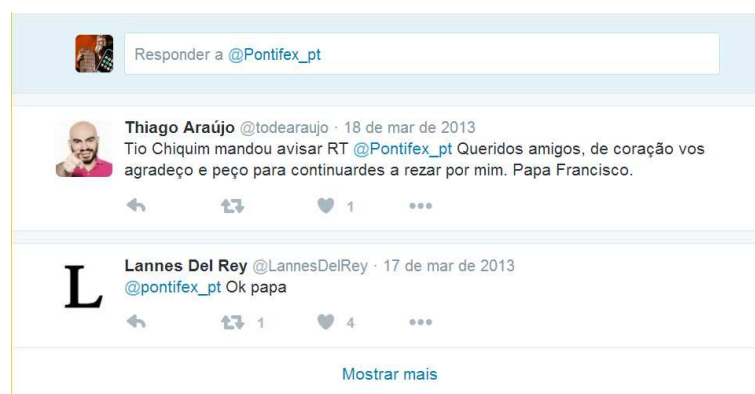 Responder a @Pontifex_pt
Thiago Araújo @todearaujo · 18 de mar de 2013
Tio Chiquim mandou avisar RT @Pontifex_pt Queridos amigos, de coração vos
agradeço e peço para continuardes a rezar por mim. Papa Francisco.
1
L
Lannes Del Rey @LannesDelRey · 17 de mar de 2013
@pontifex_pt Ok papa
1 4
Mostrar mais